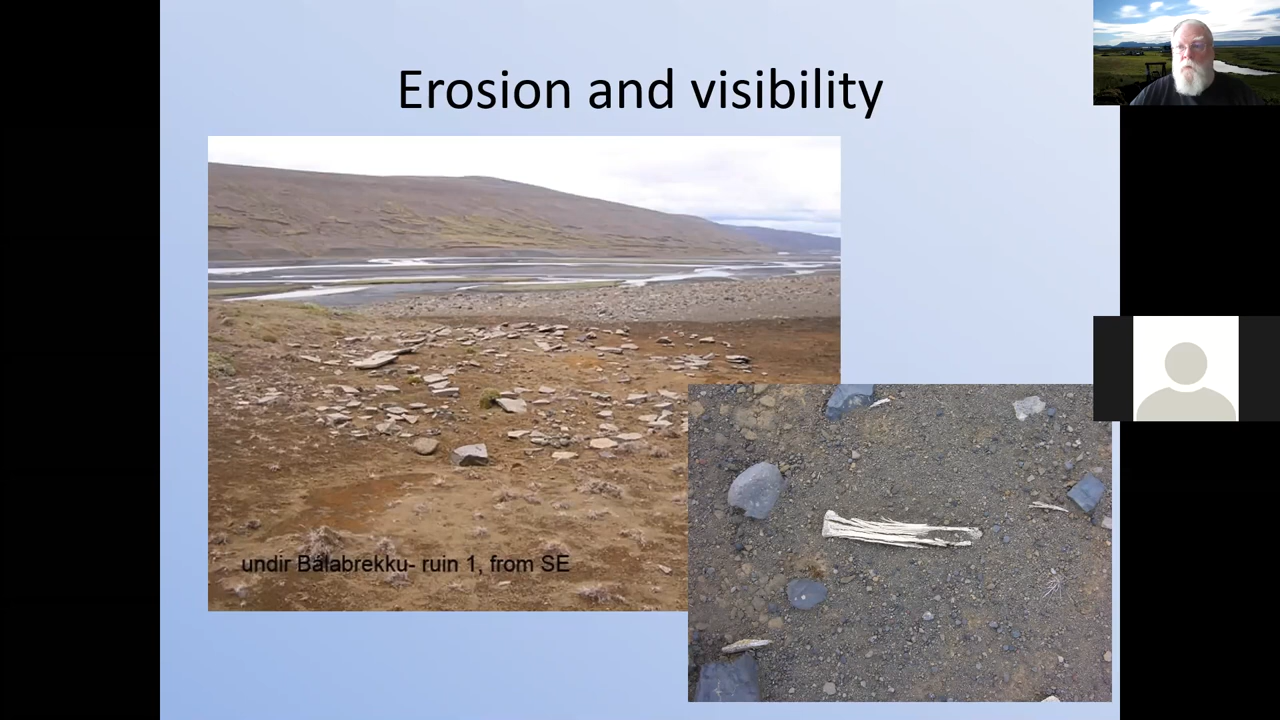 Erosion and visibility
undir Bálabrekku- ruin 1, from SE